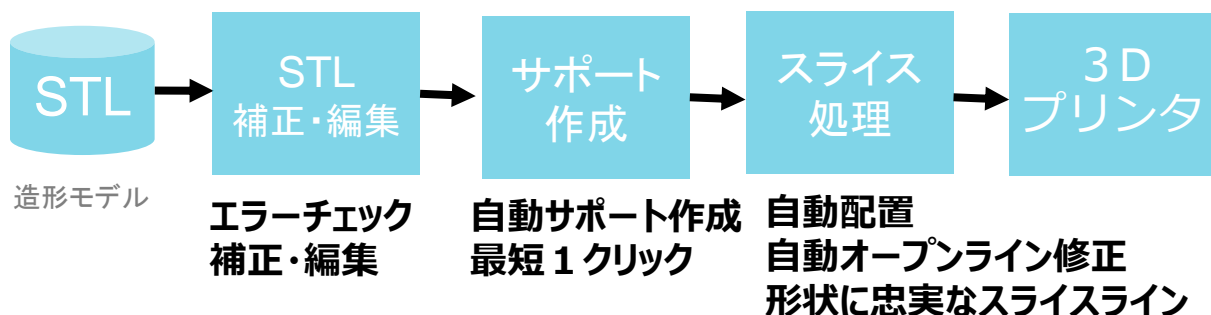 STL
造形モデル
STL
補正・編集
エラーチェック
補正・編集
サポート
作成
自動サポート作成
最短１クリック
スライス
処理
自動配置
自動オープンライン修正
形状に忠実なスライスライン
３Ｄ
プリンタ